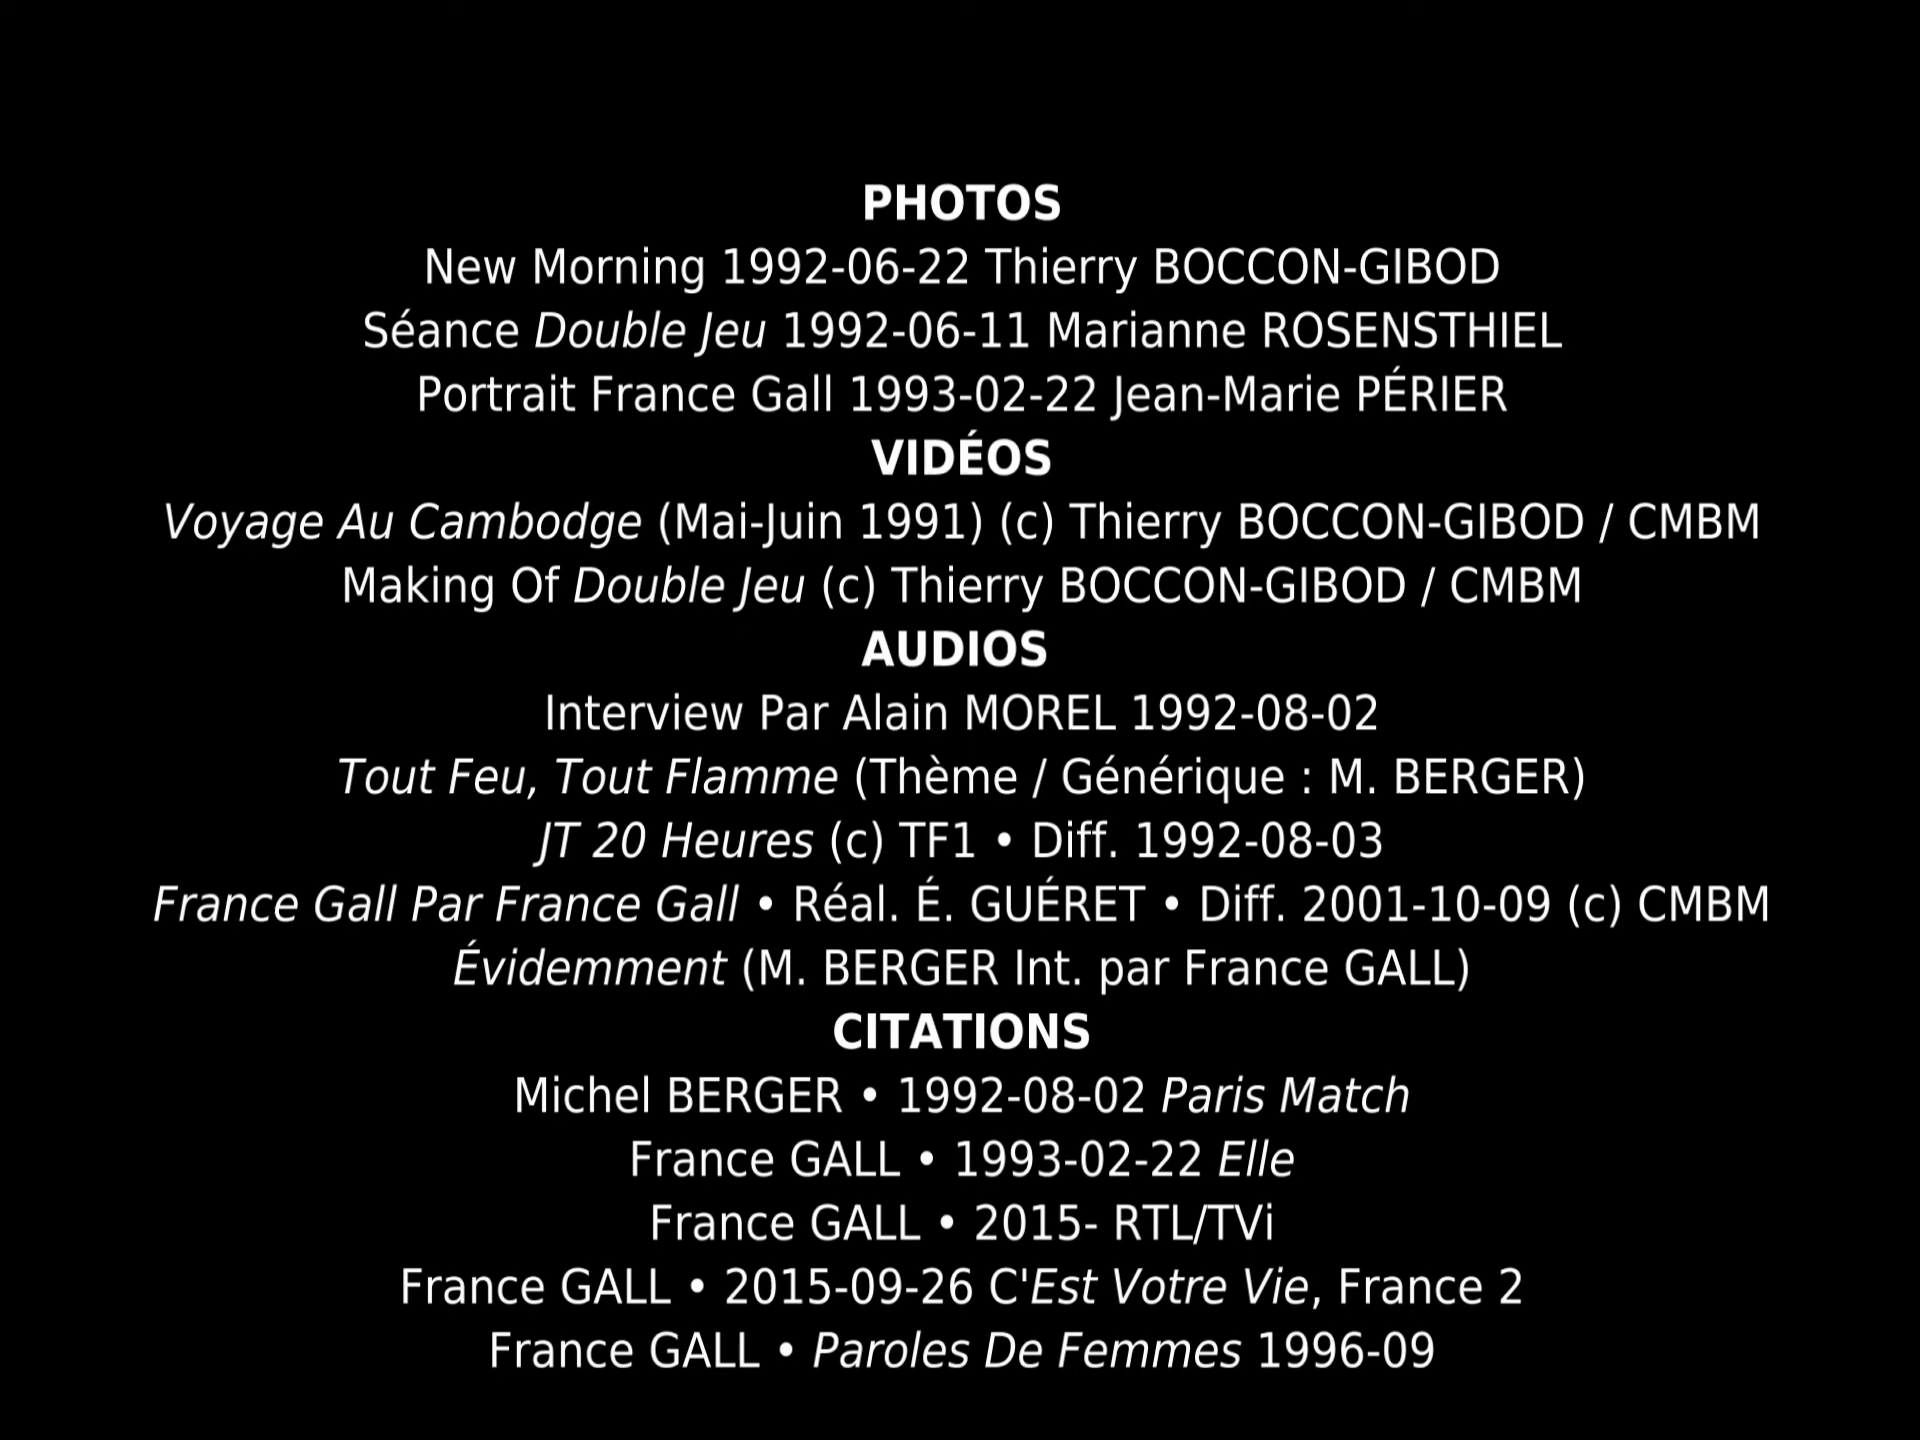 PHOTOS
New Morning 1992-06-22 Thierry BOCCON-GIBOD
Séance Double Jeu 1992-06-11 Marianne ROSENSTHIEL
Portrait France Gall 1993-02-22 Jean-Marie PÉRIER
VIDÉOS
Voyage Au Cambodge (Mai-Juin 1991) (c) Thierry BOCCON-GIBOD / CMBM
Making Of Double Jeu (c) Thierry BOCCON-GIBOD / CMBM
AUDIOS
Interview Par Alain MOREL 1992-08-02
Tout Feu, Tout Flamme (Thème / Générique : M. BERGER)
JT 20 Heures (c) TF1 • Diff. 1992-08-03
France Gall Par France Gall • Réal. É. GUÉRET • Diff. 2001-10-09 (c) CMBM
Évidemment (M. BERGER Int. par France GALL)
CITATIONS
Michel BERGER • 1992-08-02 Paris Match
France GALL • 1993-02-22 Elle
France GALL • 2015- RTL/TVi
France GALL • 2015-09-26 C'Est Votre Vie, France 2
France GALL • Paroles De Femmes 1996-09